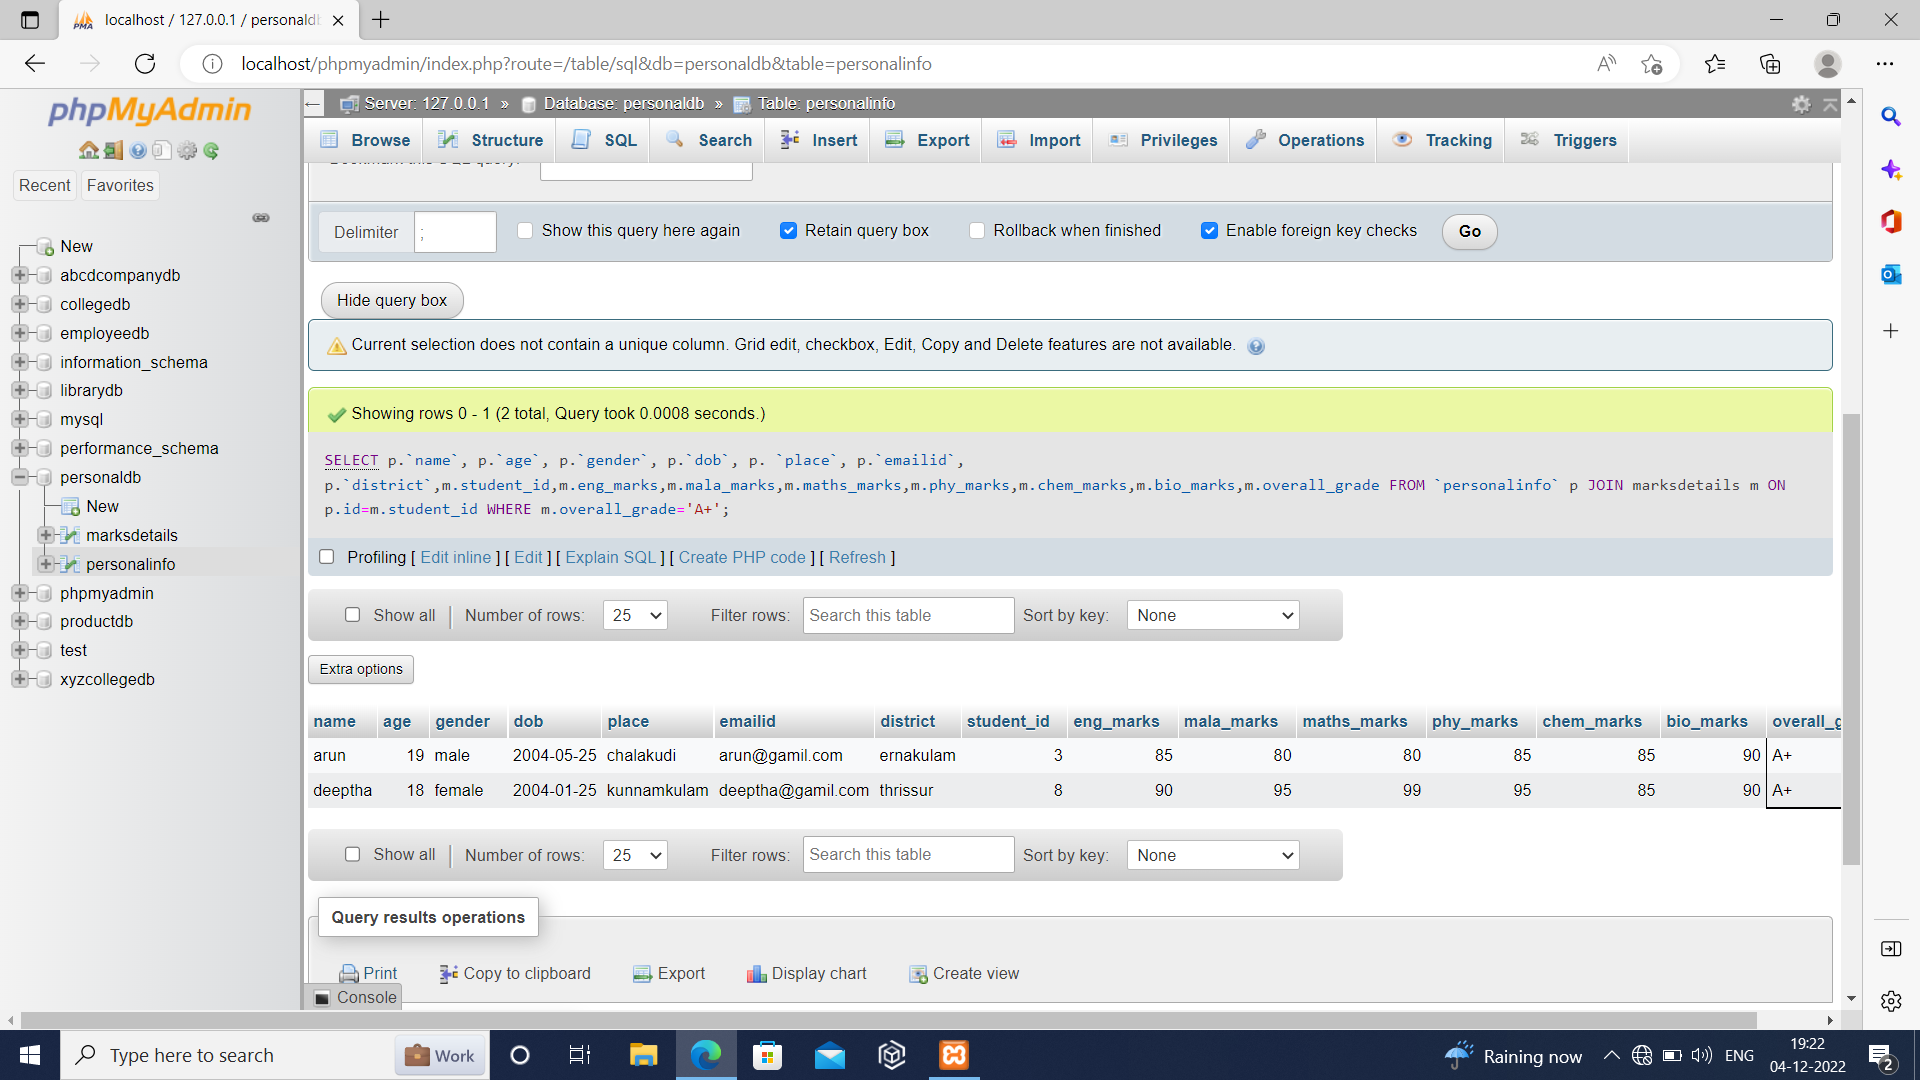 localhost / 127.0.0.1 / personaldb
localhost/phpmyadmin/index.php?route=/table/sql&db=personaldb&table=personalinfo
phpMyAdmin
Recent Favorites
New
abcdcompanydb
collegedb
employeedb
information_schema
librarydb
mysql
performance_schema
personaldb
New
marksdetails
personalinfo
phpmyadmin
productdb
test
xyzcollegedb
Server: 127.0.0.1 » Database: personaldb » Table: personalinfo
Browse Structure SQL Search Insert Export Import Privileges Operations Tracking Triggers
Bookmark this SQL query:
Delimiter ; Show this query here again Retain query box Rollback when finished Enable foreign key checks Go
Hide query box
Current selection does not contain a unique column. Grid edit, checkbox, Edit, Copy and Delete features are not available.
Showing rows 0 - 1 (2 total, Query took 0.0008 seconds.)
SELECT p.`name`, p.`age`, p.`gender`, p.`dob`, p. `place`, p.`emailid`,
p.`district`,m.student_id,m.eng_marks,m.mala_marks,m.maths_marks,m.phy_marks,m.chem_marks,m.bio_marks,m.overall_grade FROM `personalinfo` p JOIN marksdetails m ON
p.id=m.student_id WHERE m.overall_grade='A+';
Profiling [ Edit inline ] [ Edit ] [ Explain SQL ] [ Create PHP code ] [ Refresh ]
Show all Number of rows: 25 Filter rows: Search this table Sort by key: None
Extra options
name age gender dob place emailid district student_id eng_marks mala_marks maths_marks phy_marks chem_marks bio_marks overall_g
arun 19 male 2004-05-25 chalakudi arun@gamil.com ernakulam 3 85 80 80 85 85 90 A+
deeptha 18 female 2004-01-25 kunnamkulam deeptha@gamil.com thrissur 8 90 95 99 95 85 90 A+
Show all Number of rows: 25 Filter rows: Search this table Sort by key: None
Query results operations
Print Copy to clipboard Export Display chart Create view
Console
Type here to search Work
Raining now ENG 19:22
04-12-2022 2